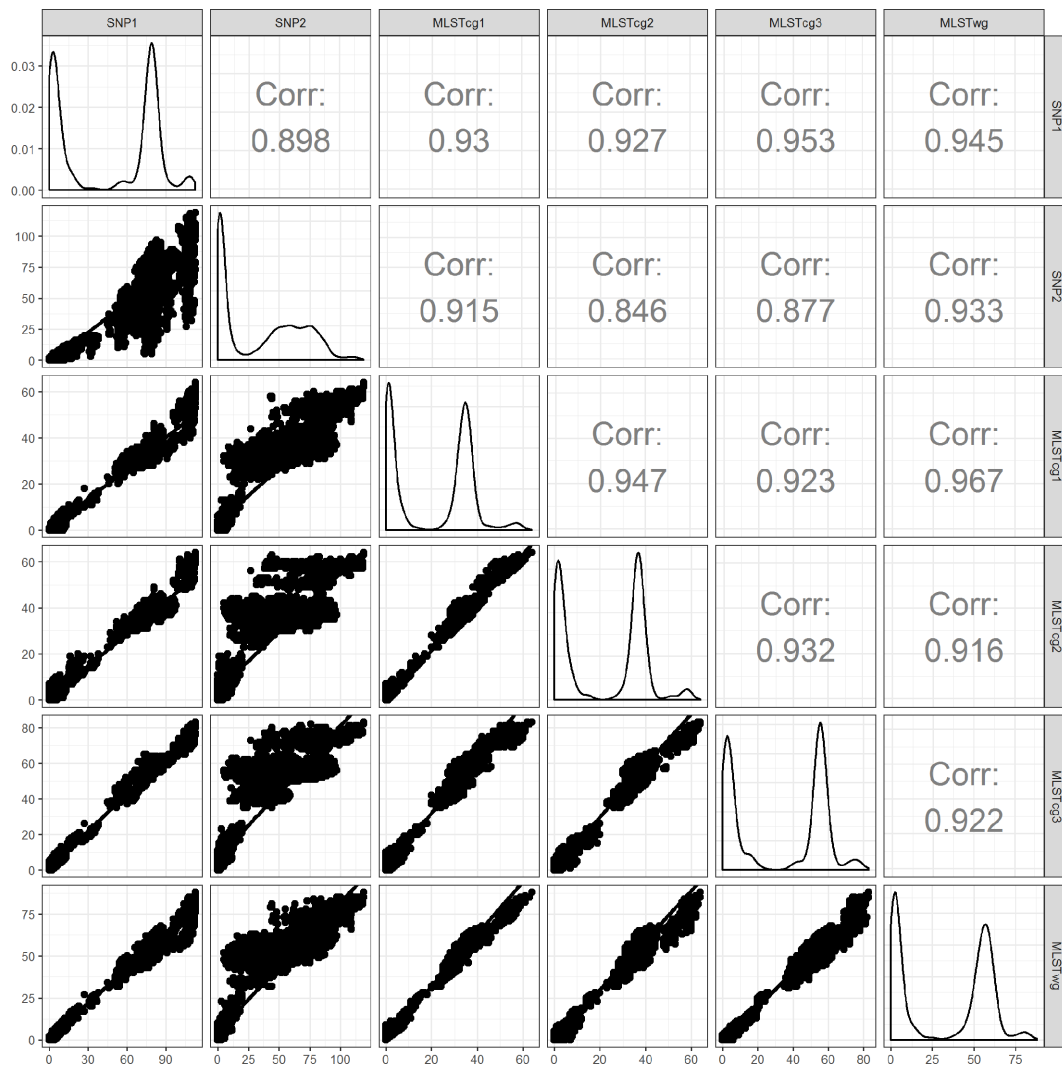 SNP1 SNP2 MLSTcg1 MLSTcg2 MLSTcg3 MLSTwg
0.03
0.02
0.01
0.00
Corr:
0.898
Corr:
0.93
Corr:
0.927
Corr:
0.953
Corr:
0.945
SNP1
100
75
50
25
0
Corr:
0.915
Corr:
0.846
Corr:
0.877
Corr:
0.933
SNP2
60
40
20
0
Corr:
0.947
Corr:
0.923
Corr:
0.967
MLSTcg1
60
40
20
0
Corr:
0.932
Corr:
0.916
MLSTcg2
80
60
40
20
0
Corr:
0.922
MLSTcg3
75
50
25
0
MLSTwg
0 30 60 90
0 25 50 75 100
0 20 40 60
0 20 40 60
0 20 40 60 80
0 25 50 75